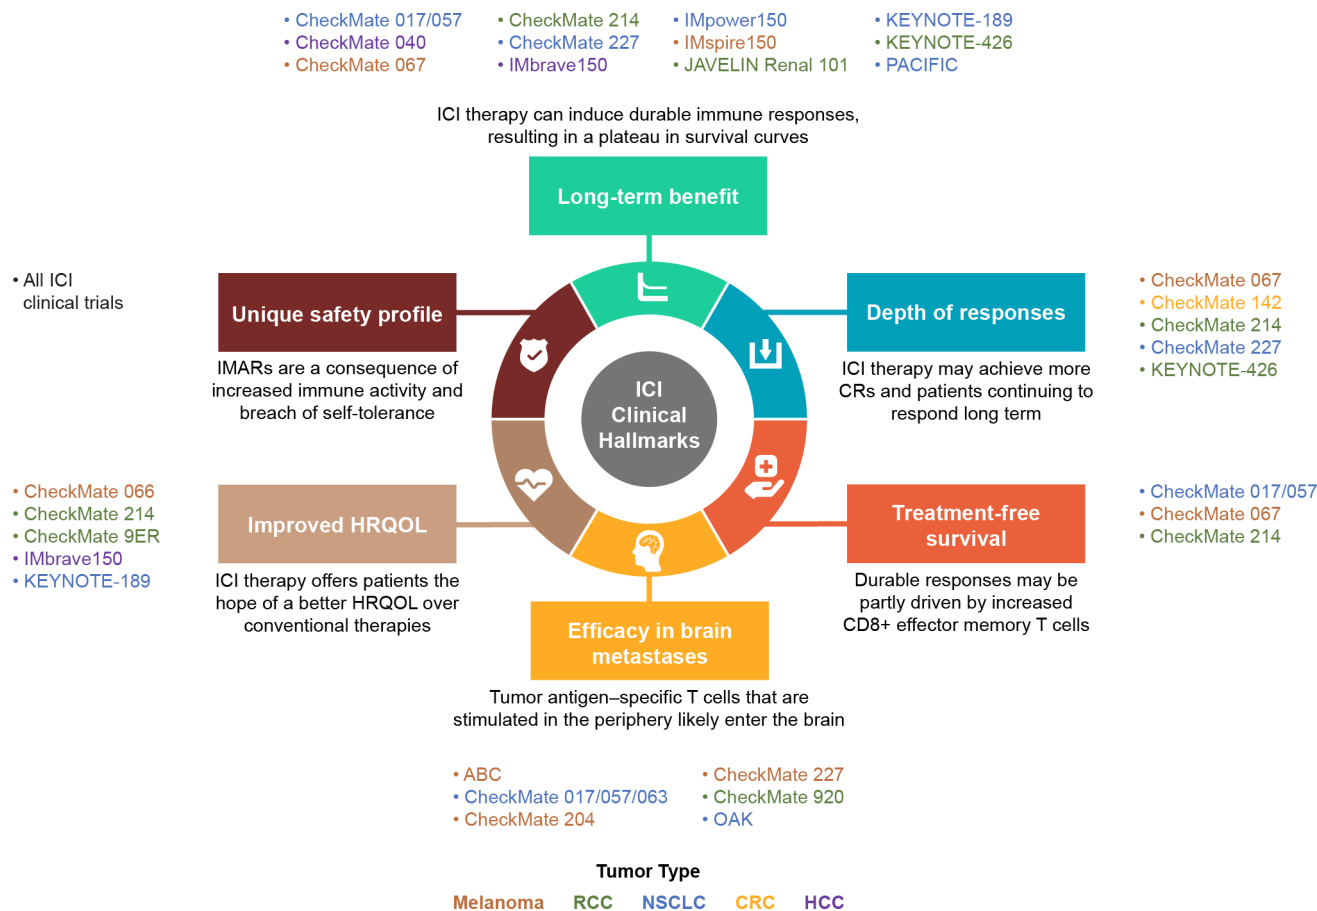 • CheckMate 017/057
• CheckMate 040
• CheckMate 067
• CheckMate 214
• CheckMate 227
• IMbrave150
• IMpower150
• IMspire150
• JAVELIN Renal 101
• KEYNOTE-189
• KEYNOTE-426
• PACIFIC
ICI therapy can induce durable immune responses,
resulting in a plateau in survival curves
Long-term benefit
• All ICI
clinical trials
Unique safety profile
IMARs are a consequence of
increased immune activity and
breach of self-tolerance
ICI
Clinical
Hallmarks
Depth of responses
ICI therapy may achieve more
CRs and patients continuing to
respond long term
• CheckMate 067
• CheckMate 142
• CheckMate 214
• CheckMate 227
• KEYNOTE-426
• CheckMate 066
• CheckMate 214
• CheckMate 9ER
• IMbrave150
• KEYNOTE-189
Improved HRQOL
ICI therapy offers patients the
hope of a better HRQOL over
conventional therapies
Treatment-free
survival
Durable responses may be
partly driven by increased
CD8+ effector memory T cells
• CheckMate 017/057
• CheckMate 067
• CheckMate 214
Efficacy in brain
metastases
Tumor antigen–specific T cells that are
stimulated in the periphery likely enter the brain
• ABC
• CheckMate 017/057/063
• CheckMate 204
• CheckMate 227
• CheckMate 920
• OAK
Tumor Type
Melanoma RCC NSCLC CRC HCC